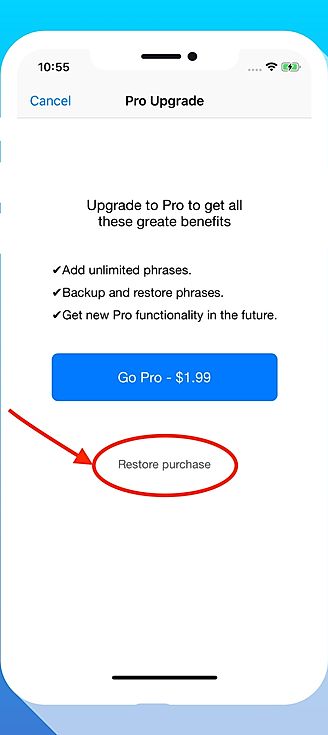 10:55
Cancel
Pro Upgrade
Upgrade to Pro to get all
these greate benefits
✓Add unlimited phrases.
✓Backup and restore phrases.
✓Get new Pro functionality in the future.
Go Pro - $1.99
Restore purchase